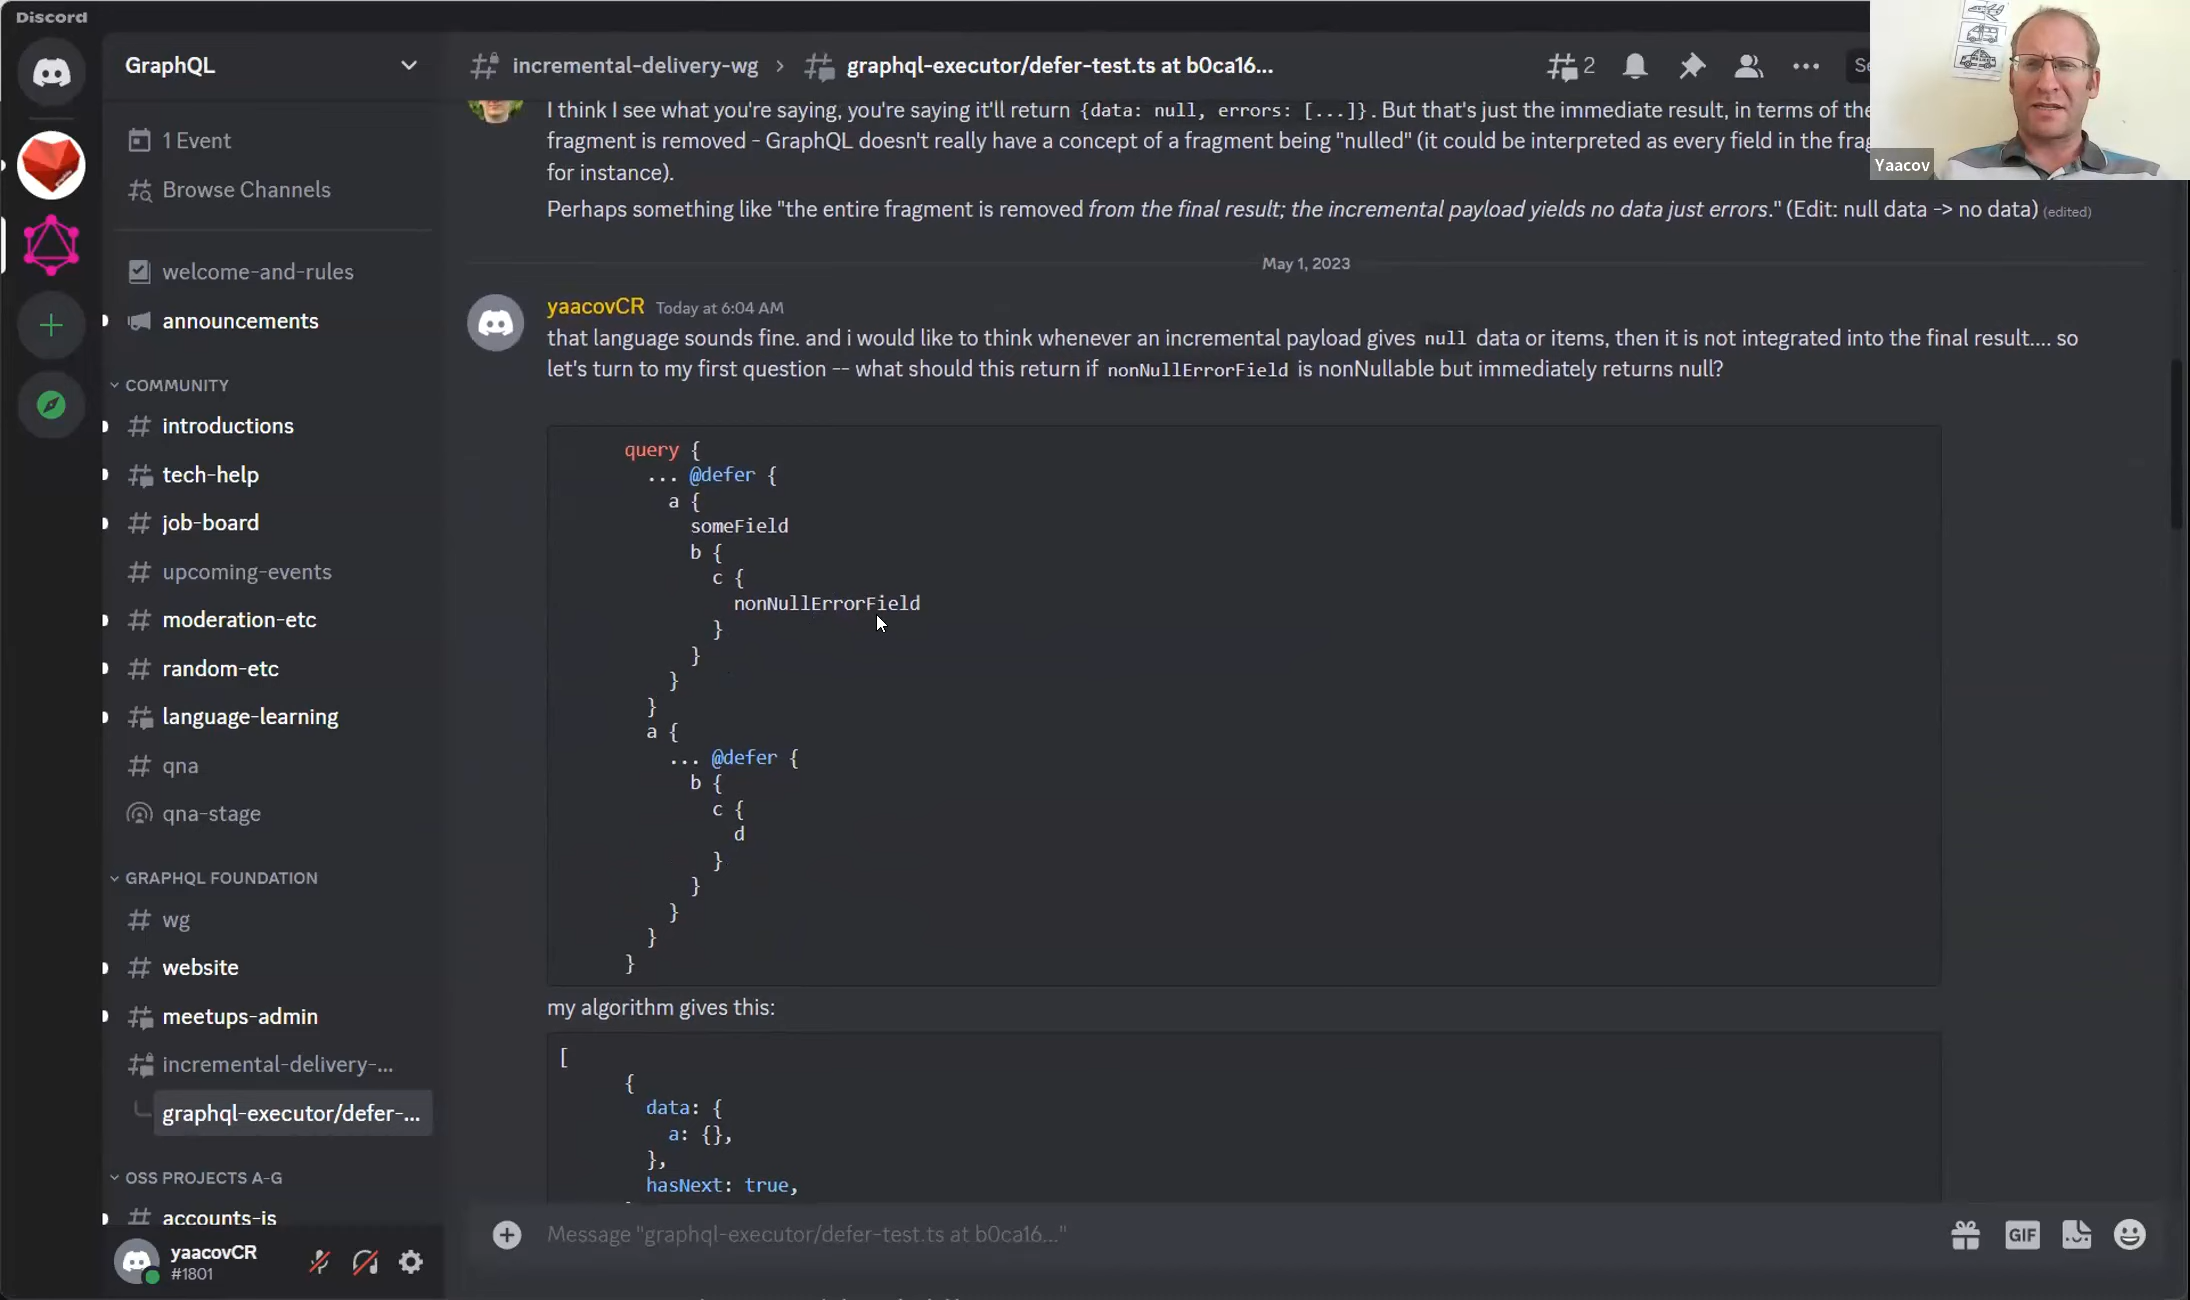 Discord
GraphQL
incremental-delivery-wg > graphql-executor/defer-test.ts at b0ca16...
2
Yaacov
1 Event
Browse Channels
welcome-and-rules
announcements
COMMUNITY
introductions
tech-help
job-board
upcoming-events
moderation-etc
random-etc
language-learning
qna
qna-stage
GRAPHQL FOUNDATION
wg
website
meetups-admin
incremental-delivery-...
graphql-executor/defer-...
OSS PROJECTS A-G
accounts-js
yaacovCR
#1801
I think I see what you're saying, you're saying it'll return {data: null, errors: [...]}. But that's just the immediate result, in terms of the
fragment is removed - GraphQL doesn't really have a concept of a fragment being "nulled" (it could be interpreted as every field in the
for instance).
Perhaps something like "the entire fragment is removed from the final result; the incremental payload yields no data just errors." (Edit: null data -> no data) (edited)
May 1, 2023
yaacovCR Today at 6:04 AM
that language sounds fine. and i would like to think whenever an incremental payload gives null data or items, then it is not integrated into the final result.... so
let's turn to my first question -- what should this return if nonNullErrorField is nonNullable but immediately returns null?
query {
... @defer {
a {
someField
b {
c {
nonNullErrorField
}
}
}
}
a {
... @defer {
b {
c {
d
}
}
}
}
}
my algorithm gives this:
[
{
data: {
a: {},
},
hasNext: true,
Message "graphql-executor/defer-test.ts at b0ca16..."
GIF